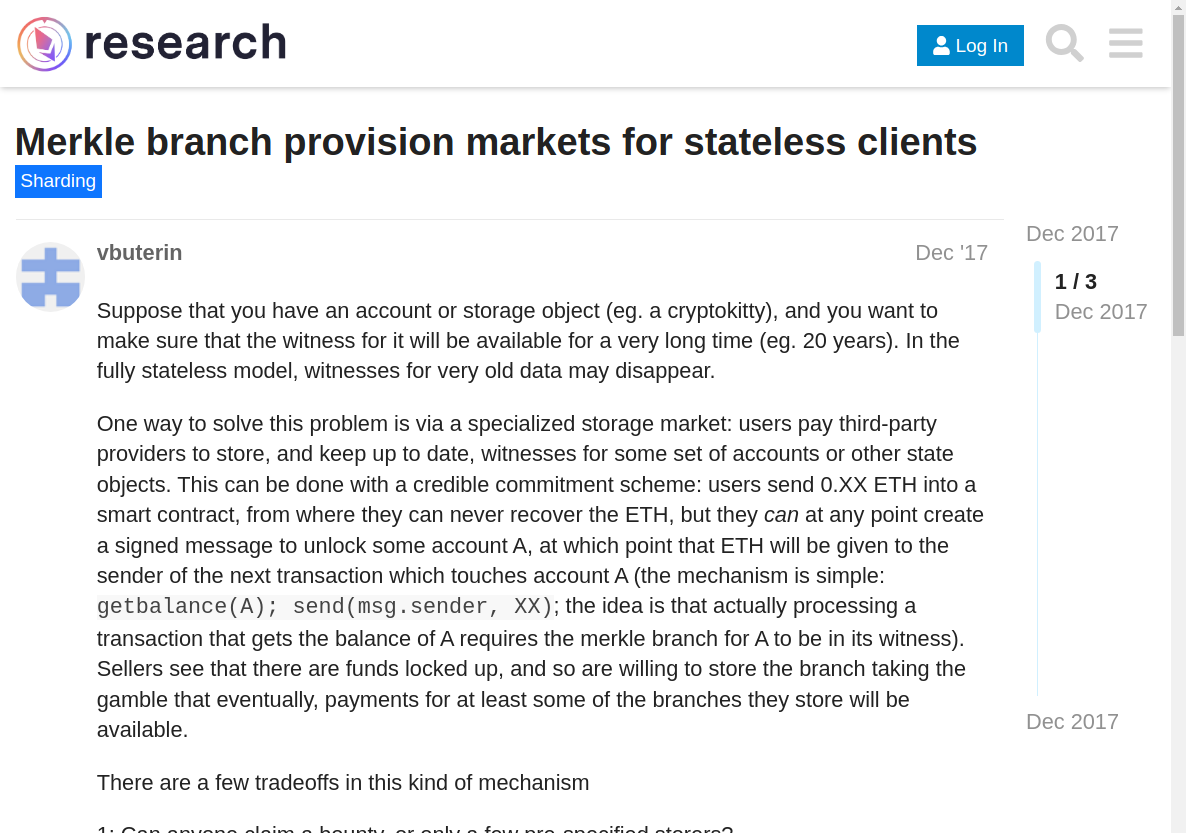 research
Log In
Merkle branch provision markets for stateless clients
Sharding
Dec 2017
vbuterin
Dec '17
1 / 3
Dec 2017
Suppose that you have an account or storage object (eg. a cryptokitty), and you want to
make sure that the witness for it will be available for a very long time (eg. 20 years). In the
fully stateless model, witnesses for very old data may disappear.
One way to solve this problem is via a specialized storage market: users pay third-party
providers to store, and keep up to date, witnesses for some set of accounts or other state
objects. This can be done with a credible commitment scheme: users send 0.XX ETH into a
smart contract, from where they can never recover the ETH, but they can at any point create
a signed message to unlock some account A, at which point that ETH will be given to the
sender of the next transaction which touches account A (the mechanism is simple:
getbalance(A); send(msg.sender, XX); the idea is that actually processing a
transaction that gets the balance of A requires the merkle branch for A to be in its witness).
Sellers see that there are funds locked up, and so are willing to store the branch taking the
gamble that eventually, payments for at least some of the branches they store will be
available.
Dec 2017
There are a few tradeoffs in this kind of mechanism
1: Can anyone claim a bounty, or only a few pre-specified storers?